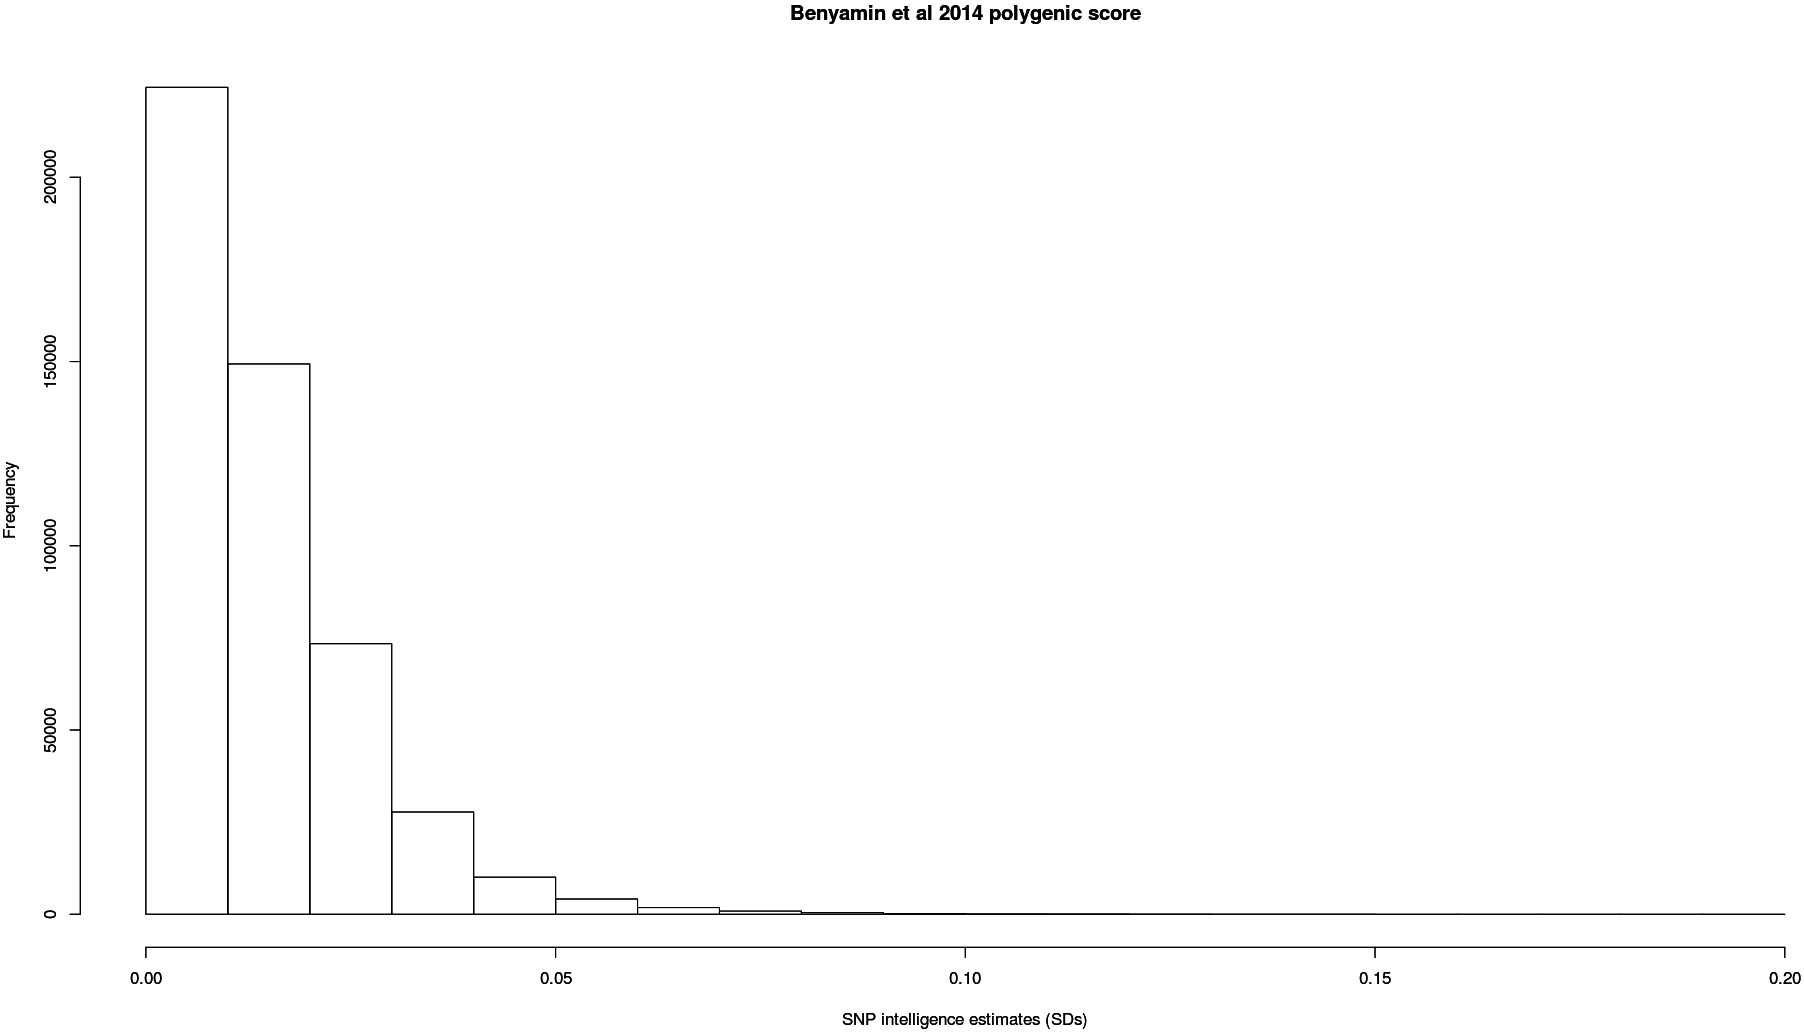 Benyamin et al 2014 polygenic score
Frequency
200000
150000
100000
50000
0
0.00 0.05 0.10 0.15 0.20
SNP intelligence estimates (SDs)